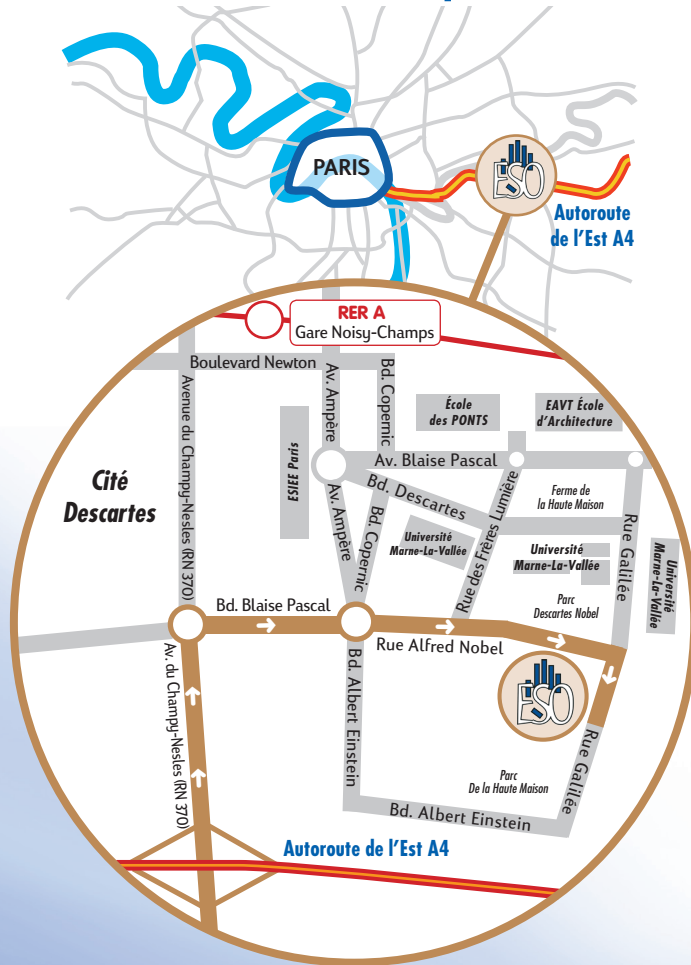 PARIS
ESO
Autoroute
de l'Est A4
RER A
Gare Noisy-Champs
Boulevard Newton
Av. Ampère
Bd. Copernic
Avenue du Champy-Nesles (RN 370)
École
des PONTS
EAVT École
d'Architecture
ESIEE Paris
Av. Blaise Pascal
Cité
Descartes
Bd. Descartes
Av. Ampère
Bd. Copernic
Rue des Frères Lumière
Ferme de
la Haute Maison
Rue Galilée
Université
Marne-La-Vallée
Université
Marne-La-Vallée
Université
Marne-La-Vallée
Parc
Descartes Nobel
Bd. Blaise Pascal
Rue Alfred Nobel
Av. du Champy-Nesles (RN 370)
Bd. Albert Einstein
ESO
Rue Galilée
Parc
De la Haute Maison
Bd. Albert Einstein
Autoroute de l'Est A4